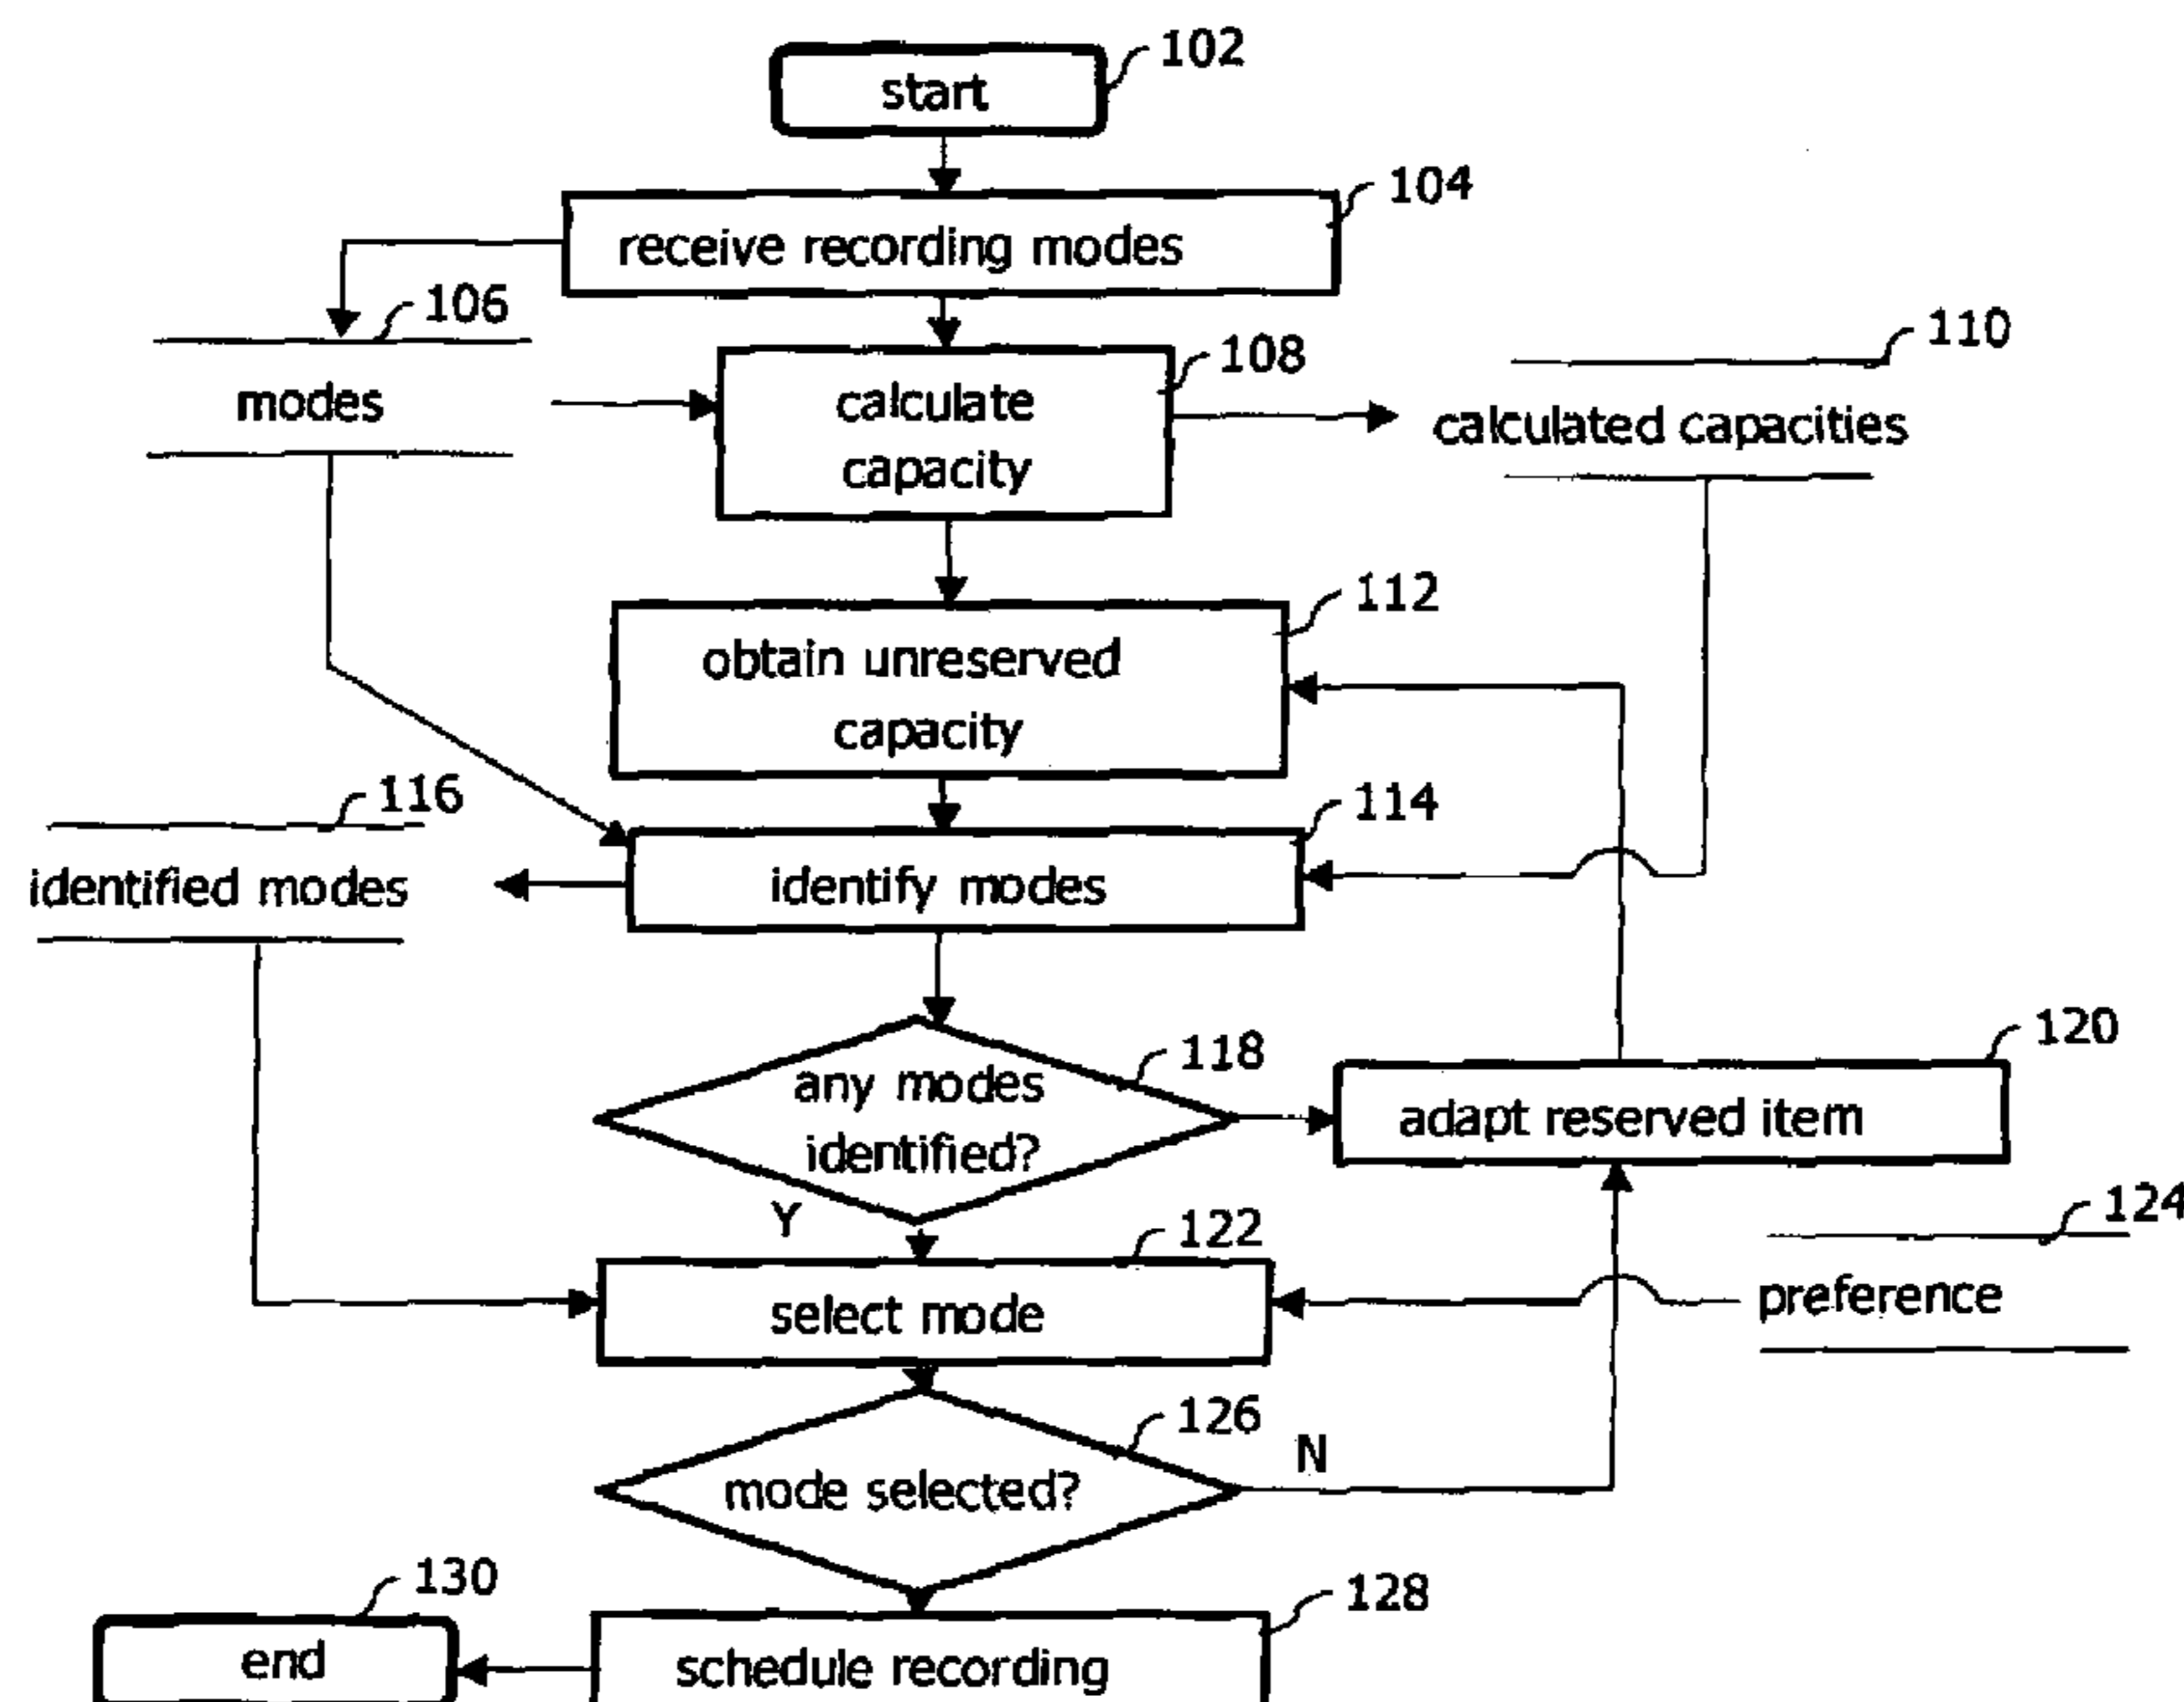 102
start
104
receive recording modes
106
108
110
modes
calculate
capacity
calculated capacities
112
obtain unreserved
capacity
116
114
identified modes
identify modes
118
120
any modes
identified?
adapt reserved item
Y
122
124
select mode
preference
126
N
mode selected?
130
128
end
schedule recording